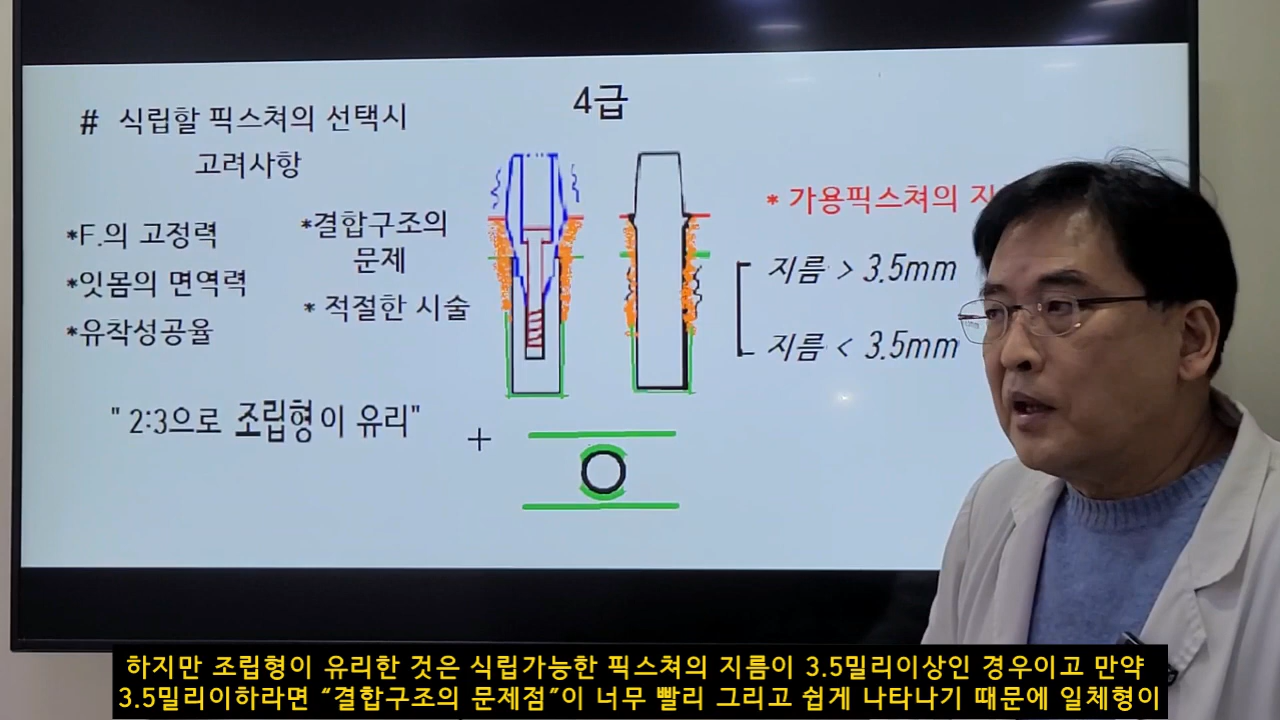 # 식립할 픽스쳐의 선택시
고려사항
4급
*F.의 고정력
*잇몸의 면역력
*유착성공율
*결합구조의
문제
* 적절한 시술
" 2:3으로 조립형이 유리"
+
* 가용픽스쳐의
지름 > 3.5mm
지름 < 3.5mm
하지만 조립형이 유리한 것은 식립가능한 픽스쳐의 지름이 3.5밀리이상인 경우이고 만약
3.5밀리이하라면 “결합구조의 문제점”이 너무 빨리 그리고 쉽게 나타나기 때문에 일체형이